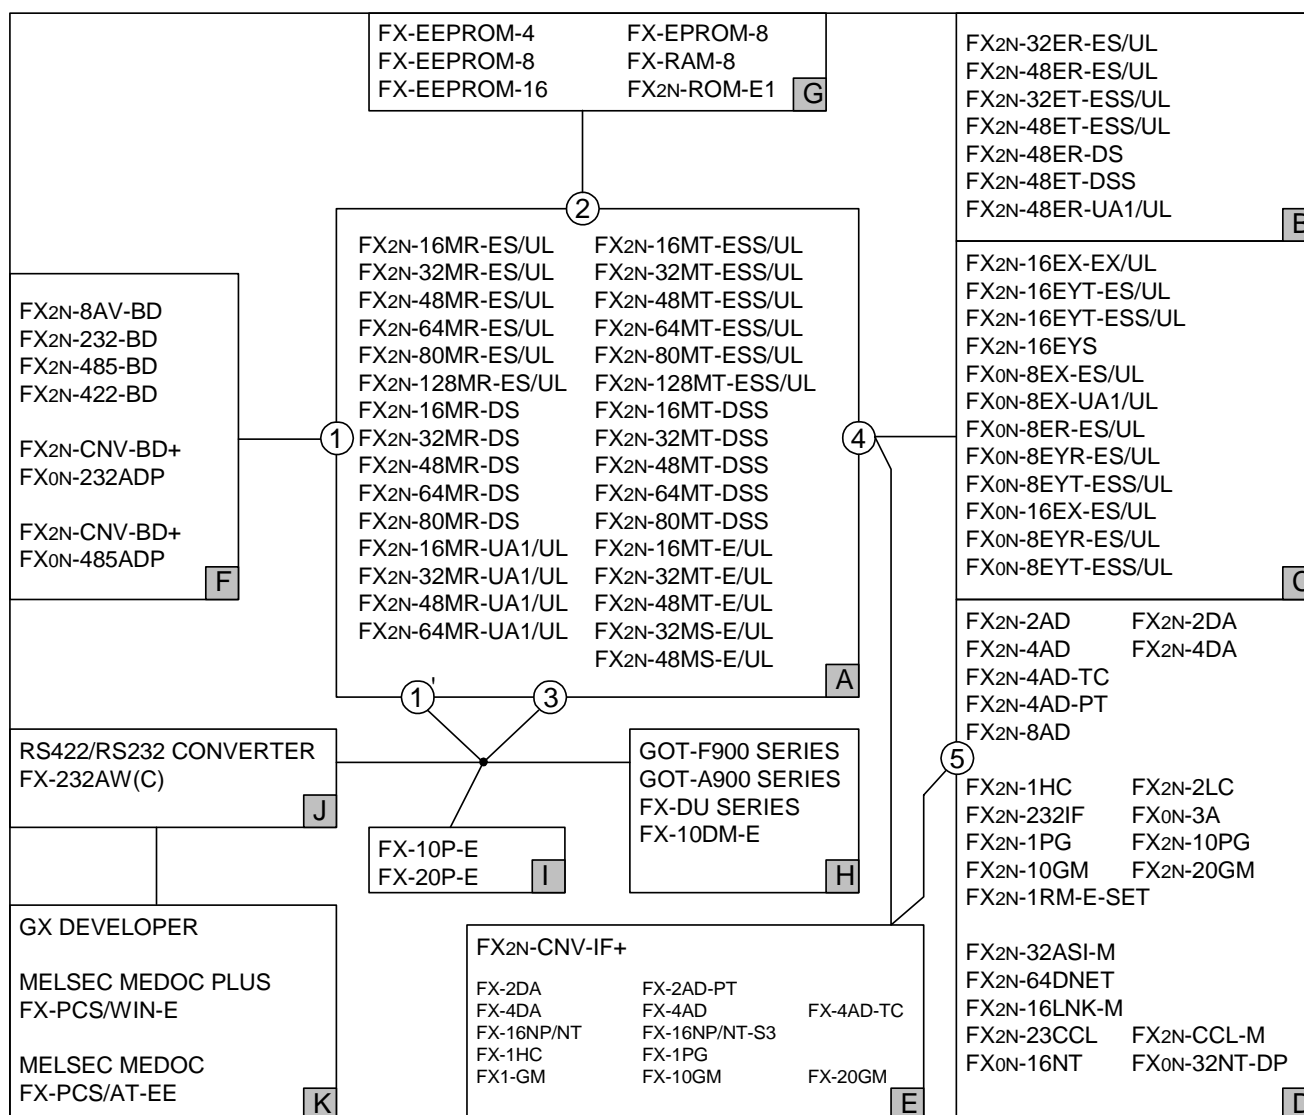 FX-EEPROM-4 FX-EPROM-8
FX-EEPROM-8 FX-RAM-8
FX-EEPROM-16 FX2N-ROM-E1
G
FX2N-32ER-ES/UL
FX2N-48ER-ES/UL
FX2N-32ET-ESS/UL
FX2N-48ET-ESS/UL
FX2N-48ER-DS
FX2N-48ET-DSS
FX2N-48ER-UA1/UL
B
2
FX2N-16MR-ES/UL FX2N-16MT-ESS/UL
FX2N-32MR-ES/UL FX2N-32MT-ESS/UL
FX2N-48MR-ES/UL FX2N-48MT-ESS/UL
FX2N-64MR-ES/UL FX2N-64MT-ESS/UL
FX2N-80MR-ES/UL FX2N-80MT-ESS/UL
FX2N-128MR-ES/UL FX2N-128MT-ESS/UL
FX2N-16MR-DS FX2N-16MT-DSS
FX2N-32MR-DS FX2N-32MT-DSS
FX2N-48MR-DS FX2N-48MT-DSS
FX2N-64MR-DS FX2N-64MT-DSS
FX2N-80MR-DS FX2N-80MT-DSS
FX2N-16MR-UA1/UL FX2N-16MT-E/UL
FX2N-32MR-UA1/UL FX2N-32MT-E/UL
FX2N-48MR-UA1/UL FX2N-48MT-E/UL
FX2N-64MR-UA1/UL FX2N-32MS-E/UL
FX2N-48MS-E/UL
A
1
4
1'
3
FX2N-8AV-BD
FX2N-232-BD
FX2N-485-BD
FX2N-422-BD
FX2N-CNV-BD+
FX0N-232ADP
FX2N-CNV-BD+
FX0N-485ADP
F
FX2N-16EX-EX/UL
FX2N-16EYT-ES/UL
FX2N-16EYT-ESS/UL
FX2N-16EYS
FX0N-8EX-ES/UL
FX0N-8EX-UA1/UL
FX0N-8ER-ES/UL
FX0N-8EYR-ES/UL
FX0N-8EYT-ESS/UL
FX0N-16EX-ES/UL
FX0N-8EYR-ES/UL
FX0N-8EYT-ESS/UL
C
FX2N-2AD FX2N-2DA
FX2N-4AD FX2N-4DA
FX2N-4AD-TC
FX2N-4AD-PT
FX2N-8AD
5
FX2N-1HC FX2N-2LC
FX2N-232IF FX0N-3A
FX2N-1PG FX2N-10PG
FX2N-10GM FX2N-20GM
FX2N-1RM-E-SET
FX2N-32ASI-M
FX2N-64DNET
FX2N-16LNK-M
FX2N-23CCL FX2N-CCL-M
FX0N-16NT FX0N-32NT-DP
D
RS422/RS232 CONVERTER
FX-232AW(C)
J
FX-10P-E
FX-20P-E
I
GOT-F900 SERIES
GOT-A900 SERIES
FX-DU SERIES
FX-10DM-E
H
GX DEVELOPER
MELSEC MEDOC PLUS
FX-PCS/WIN-E
MELSEC MEDOC
FX-PCS/AT-EE
K
FX2N-CNV-IF+
FX-2DA FX-2AD-PT
FX-4DA FX-4AD FX-4AD-TC
FX-16NP/NT FX-16NP/NT-S3
FX-1HC FX-1PG
FX1-GM FX-10GM FX-20GM
E